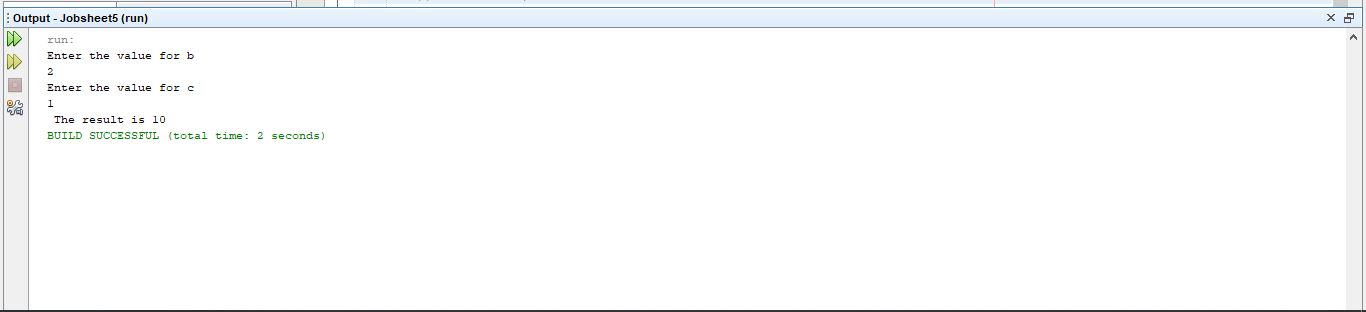 Output - Jobsheet5 (run)
run:
Enter the value for b
2
Enter the value for c
1
The result is 10
BUILD SUCCESSFUL (total time: 2 seconds)